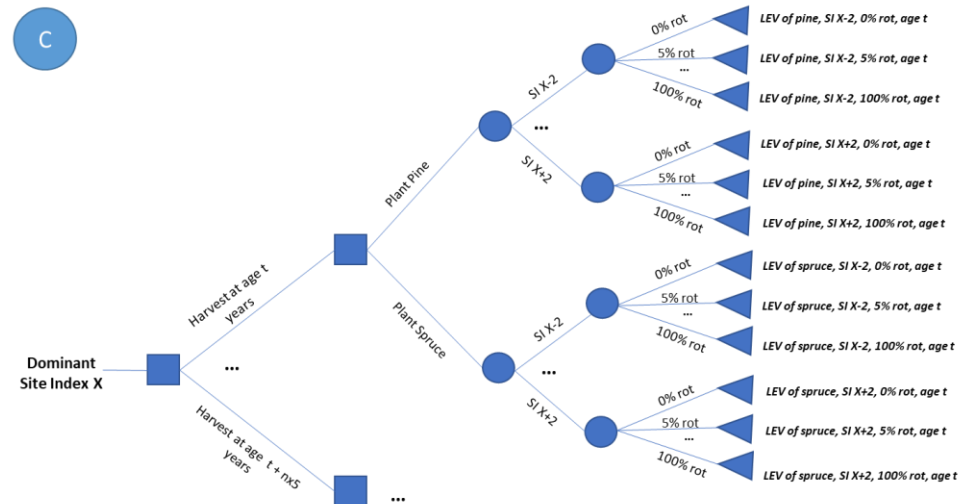 C
0% rot
LEV of pine, SI X-2, 0% rot, age t
SI X-2
5% rot
...
LEV of pine, SI X-2, 5% rot, age t
100% rot
LEV of pine, SI X-2, 100% rot, age t
...
Plant Pine
SI X+2
0% rot
LEV of pine, SI X+2, 0% rot, age t
5% rot
...
LEV of pine, SI X+2, 5% rot, age t
100% rot
LEV of pine, SI X+2, 100% rot, age t
Harvest at age t
years
Plant Spruce
0% rot
LEV of spruce, SI X-2, 0% rot, age t
SI X-2
5% rot
...
LEV of spruce, SI X-2, 5% rot, age t
100% rot
LEV of spruce, SI X-2, 100% rot, age t
Dominant
Site Index X
...
...
SI X+2
0% rot
LEV of spruce, SI X+2, 0% rot, age t
5% rot
...
LEV of spruce, SI X+2, 5% rot, age t
100% rot
LEV of spruce, SI X+2, 100% rot, age t
Harvest at age t + nx5
years
...